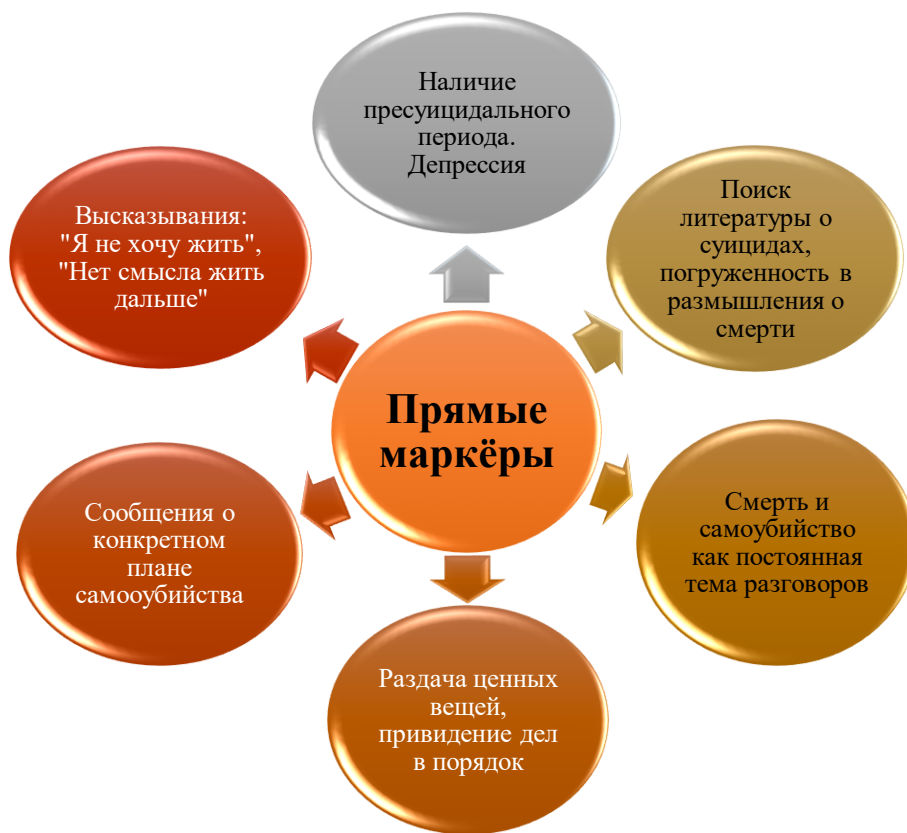 Наличие
пресуицидального
периода.
Депрессия
Поиск
литературы о
суицидах,
погруженность в
размышления о
смерти
Смерть и
самоубийство
как постоянная
тема разговоров
Раздача ценных
вещей,
привидение дел
в порядок
Сообщения о
конкретном
плане
самооубийства
Высказывания:
"Я не хочу жить",
"Нет смысла жить
дальше"
Прямые
маркёры